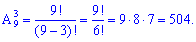 A₉³ = 9!/(9 − 3)! = 9!/6! = 9 · 8 · 7 = 504.